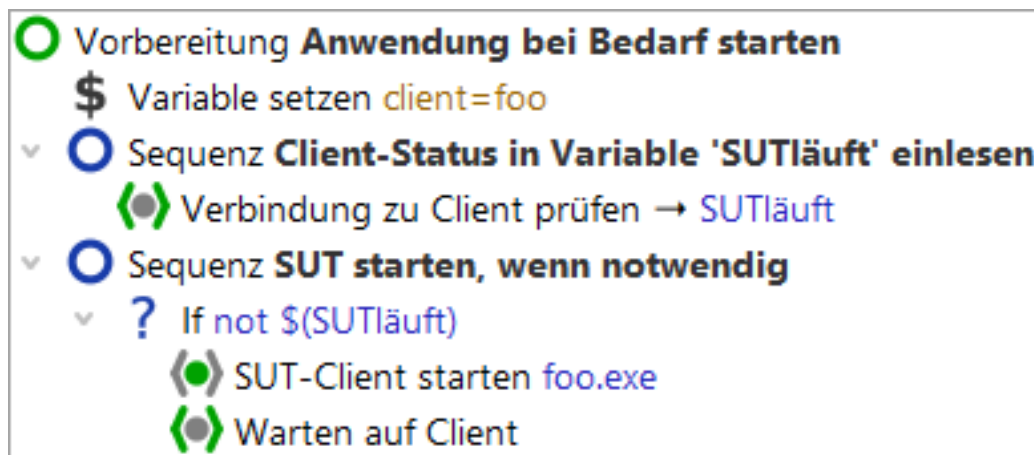 Vorbereitung Anwendung bei Bedarf starten
$ Variable setzen client=foo
Sequenz Client-Status in Variable 'SUTläuft' einlesen
Verbindung zu Client prüfen → SUTläuft
Sequenz SUT starten, wenn notwendig
? If not $(SUTläuft)
SUT-Client starten foo.exe
Warten auf Client